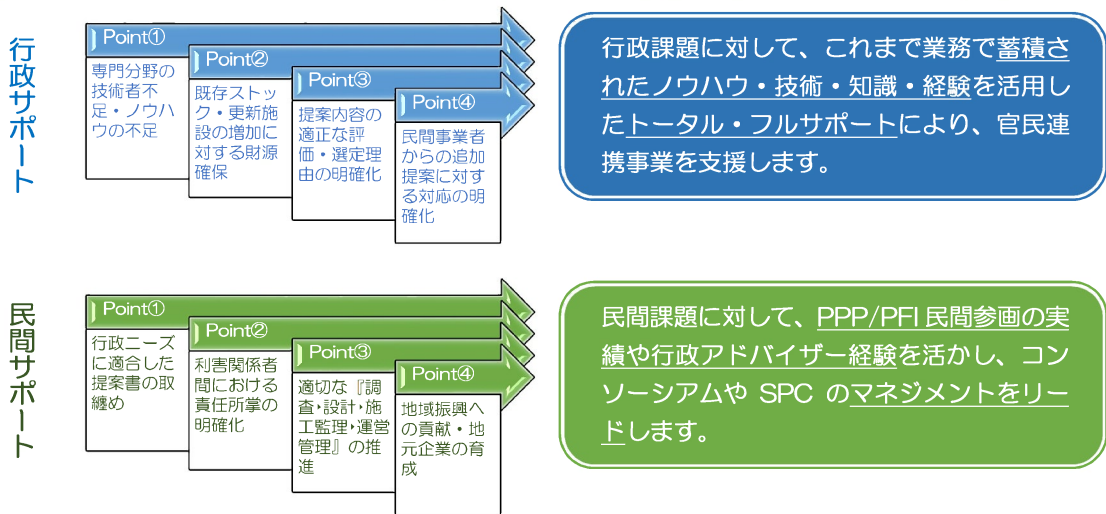 行政サポート
Point①
専門分野の
技術者不
足・ノウハ
ウの不足
Point②
既存ストッ
ク・更新施
設の増加に
対する財源
確保
Point③
提案内容の
適正な評
価・選定理
由の明確化
Point④
民間事業者
からの追加
提案に対す
る対応の明
確化
行政課題に対して、これまで業務で蓄積さ
れたノウハウ・技術・知識・経験を活用し
たトータル・フルサポートにより、官民連
携事業を支援します。
民間サポート
Point①
行政ニーズ
に適合した
提案書の取
纏め
Point②
利害関係者
間における
責任所掌の
明確化
Point③
適切な『調
査・設計・施
工監理・運営
管理』の推
進
Point④
地域振興へ
の貢献・地
元企業の育
成
民間課題に対して、PPP/PFI 民間参画の実
績や行政アドバイザー経験を活かし、コン
ソーシアムや SPC のマネジメントをリー
ドします。